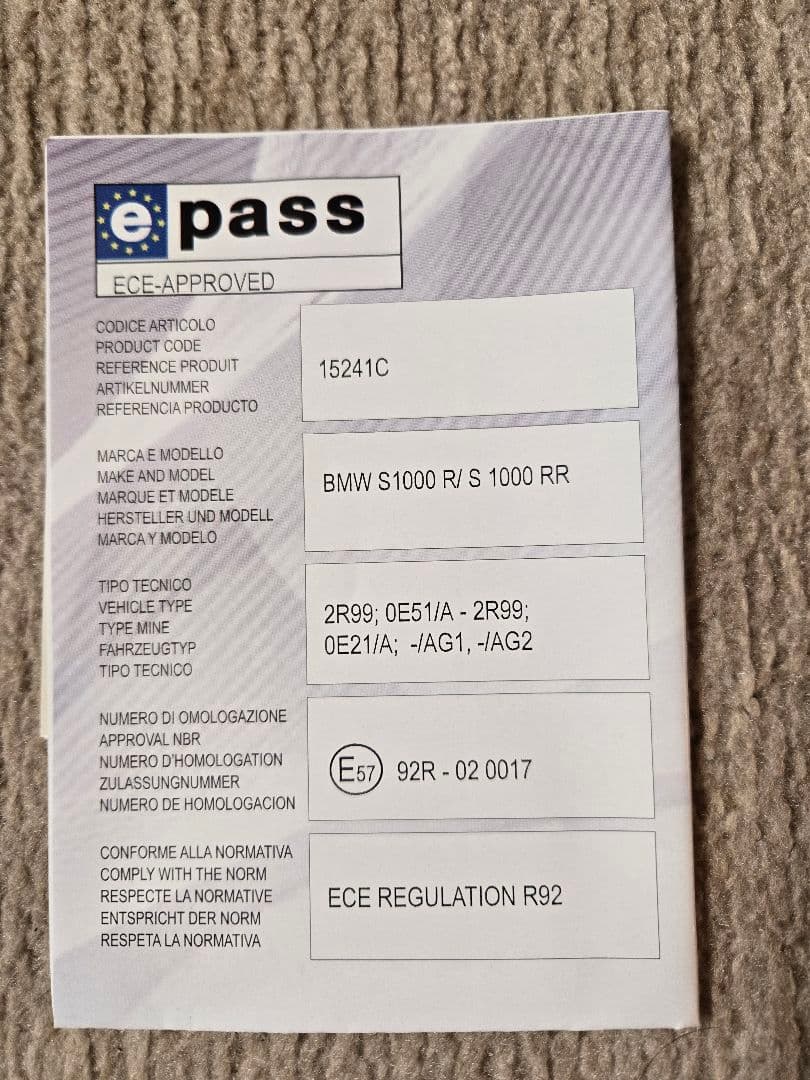 e pass
ECE-APPROVED
CODICE ARTICOLO
PRODUCT CODE
REFERENCE PRODUIT
ARTIKELNUMMER
REFERENCIA PRODUCTO
15241C
MARCA E MODELLO
MAKE AND MODEL
MARQUE ET MODELE
HERSTELLER UND MODELL
MARCA Y MODELO
BMW S1000 R/ S 1000 RR
TIPO TECNICO
VEHICLE TYPE
TYPE MINE
FAHRZEUGTYP
TIPO TECNICO
2R99; 0E51/A - 2R99;
0E21/A; -/AG1, -/AG2
NUMERO DI OMOLOGAZIONE
APPROVAL NBR
NUMERO D'HOMOLOGATION
ZULASSUNGNUMMER
NUMERO DE HOMOLOGACION
E57 92R - 02 0017
CONFORME ALLA NORMATIVA
COMPLY WITH THE NORM
RESPECTE LA NORMATIVE
ENTSPRICHT DER NORM
RESPETA LA NORMATIVA
ECE REGULATION R92